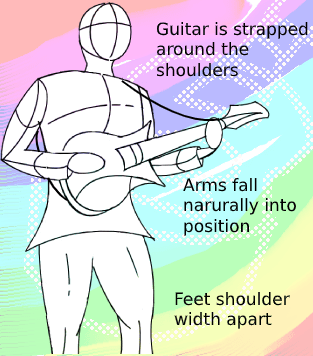 Guitar is strapped
around the
shoulders
Arms fall
narurally into
position
Feet shoulder
width apart